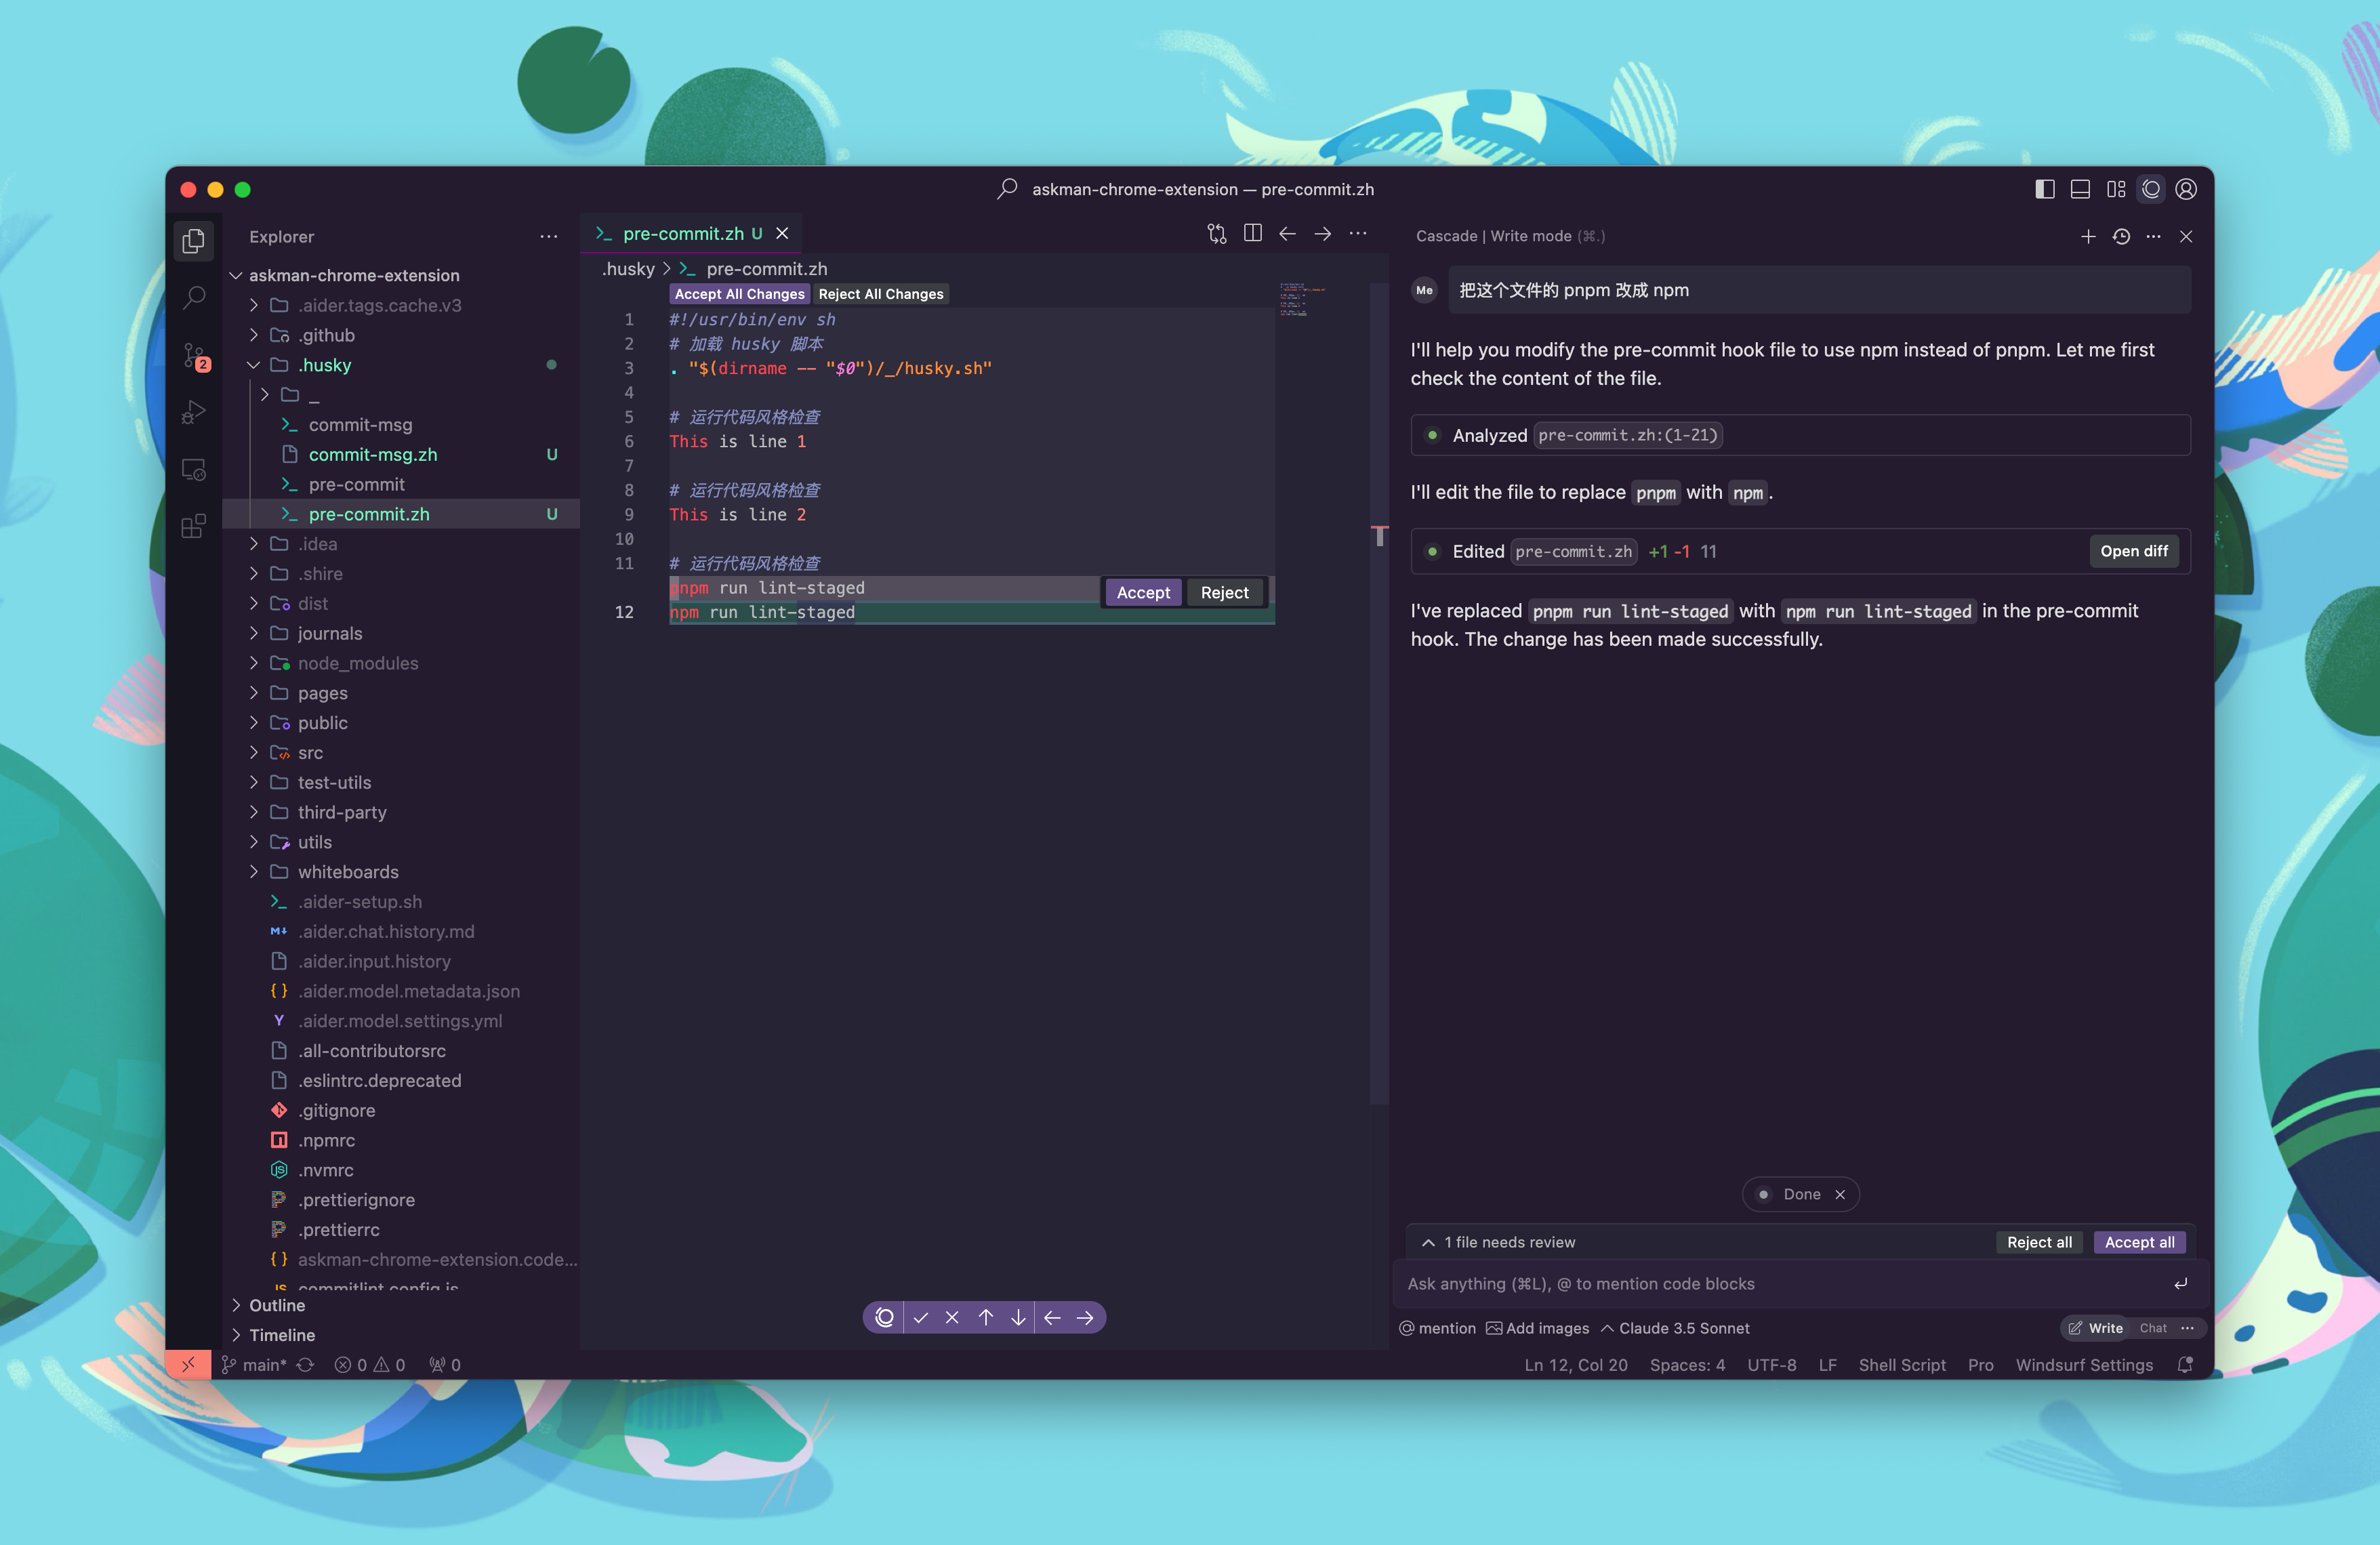 askman-chrome-extension — pre-commit.zh
Explorer
askman-chrome-extension
.aider.tags.cache.v3
.github
.husky
_
commit-msg
commit-msg.zh U
pre-commit
pre-commit.zh U
.idea
.shire
dist
journals
node_modules
pages
public
src
test-utils
third-party
utils
whiteboards
.aider-setup.sh
.aider.chat.history.md
.aider.input.history
.aider.model.metadata.json
.aider.model.settings.yml
.all-contributorsrc
.eslintrc.deprecated
.gitignore
.npmrc
.nvmrc
.prettierignore
.prettierrc
askman-chrome-extension.code...
commitlint.config.js
Outline
Timeline
2
pre-commit.zh U
.husky > pre-commit.zh
Accept All Changes Reject All Changes
1 #!/usr/bin/env sh
2 # 加载 husky 脚本
3 . "$(dirname -- "$0")/_/husky.sh"
4
5 # 运行代码风格检查
6 This is line 1
7
8 # 运行代码风格检查
9 This is line 2
10
11 # 运行代码风格检查
pnpm run lint-staged
Accept Reject
12 npm run lint-staged
Cascade | Write mode (⌘.)
Me 把这个文件的 pnpm 改成 npm
I'll help you modify the pre-commit hook file to use npm instead of pnpm. Let me first
check the content of the file.
Analyzed pre-commit.zh:(1-21)
I'll edit the file to replace pnpm with npm.
Edited pre-commit.zh +1 -1 11 Open diff
I've replaced pnpm run lint-staged with npm run lint-staged in the pre-commit
hook. The change has been made successfully.
Done
1 file needs review Reject all Accept all
Ask anything (⌘L), @ to mention code blocks
@ mention Add images Claude 3.5 Sonnet Write Chat
main* 0 0 0 Ln 12, Col 20 Spaces: 4 UTF-8 LF Shell Script Pro Windsurf Settings